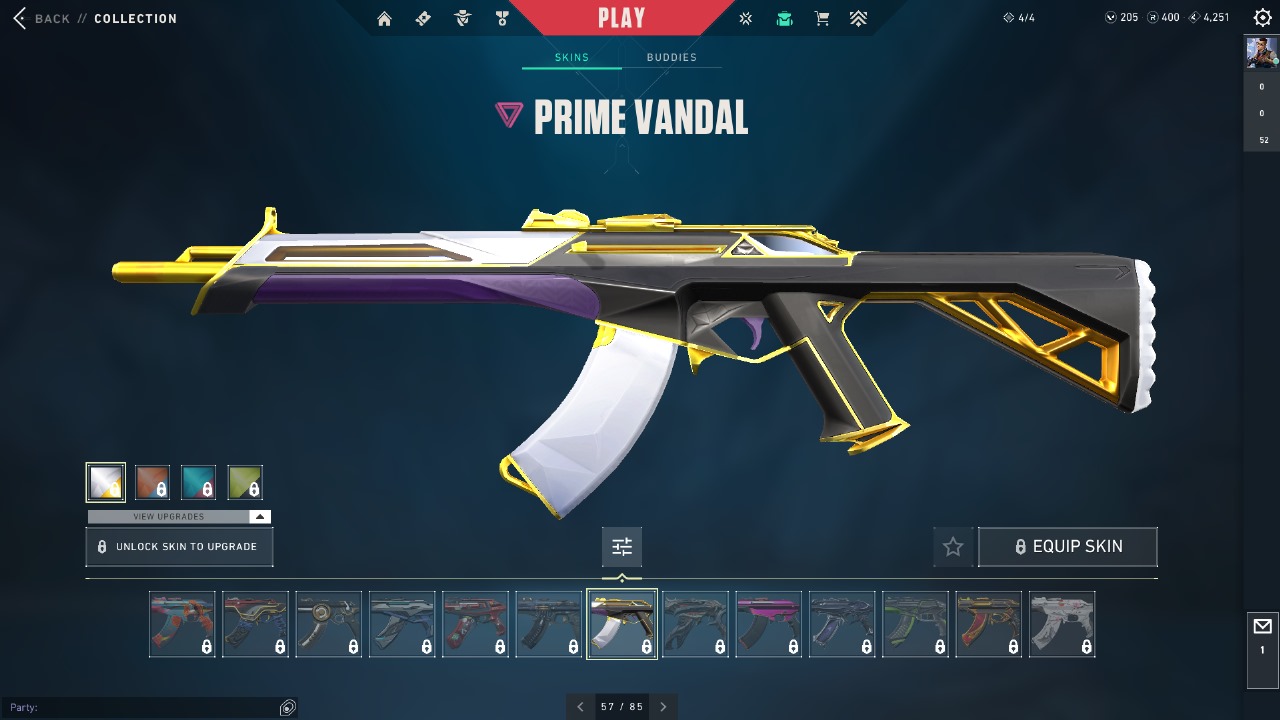 BACK // COLLECTION
PLAY
4/4
205
400
4,251
SKINS
BUDDIES
PRIME VANDAL
0
0
52
VIEW UPGRADES
UNLOCK SKIN TO UPGRADE
EQUIP SKIN
1
Party:
57 / 85